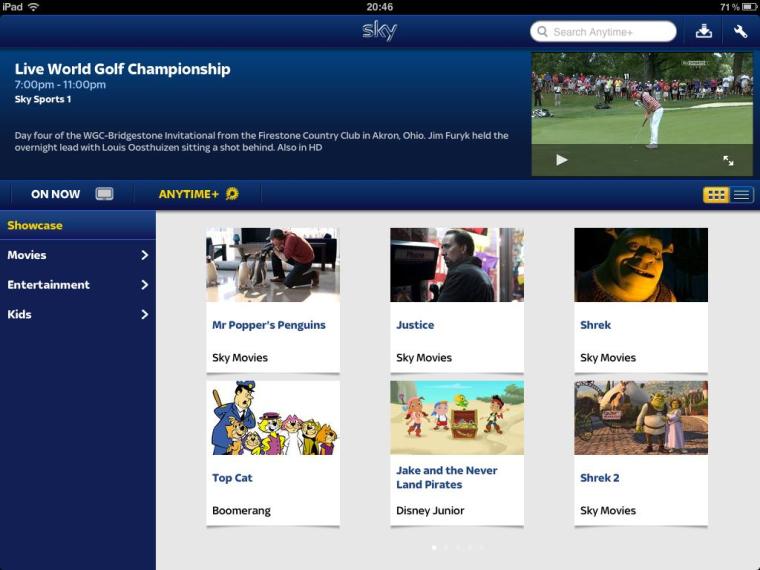 iPad 20:46 71 %
sky
Search Anytime+
Live World Golf Championship
7:00pm - 11:00pm
Sky Sports 1
Day four of the WGC-Bridgestone Invitational from the Firestone Country Club in Akron, Ohio. Jim Furyk held the
overnight lead with Louis Oosthuizen sitting a shot behind. Also in HD
ON NOW ANYTIME+
Showcase
Movies
Entertainment
Kids
Phone
Mr Popper's Penguins
Sky Movies
Justice
Sky Movies
Shrek
Sky Movies
Top Cat
Boomerang
Jake and the Never
Land Pirates
Disney Junior
Shrek 2
Sky Movies